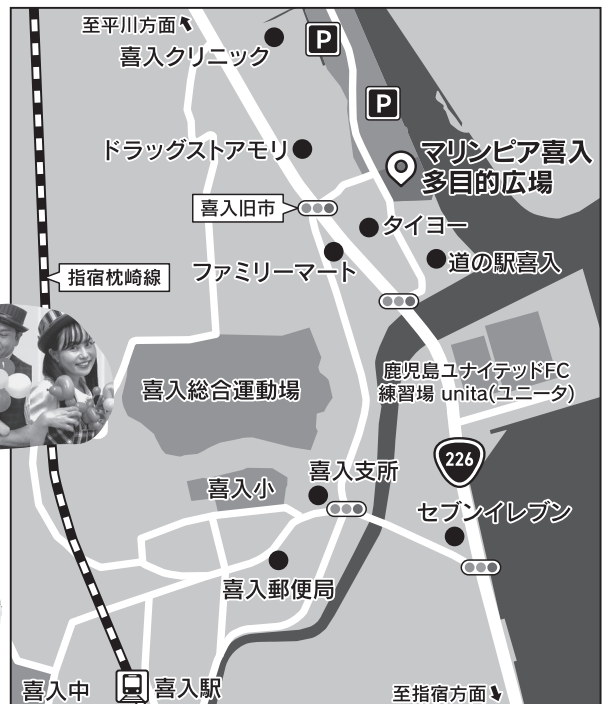 至平川方面
喜入クリニック
P
P
ドラッグストアモリ
マリンピア喜入
多目的広場
喜入旧市
タイヨー
ファミリーマート
道の駅喜入
指宿枕崎線
鹿児島ユナイテッドFC
練習場 unita(ユニータ)
喜入総合運動場
226
喜入支所
喜入小
セブンイレブン
喜入郵便局
喜入中
喜入駅
至指宿方面